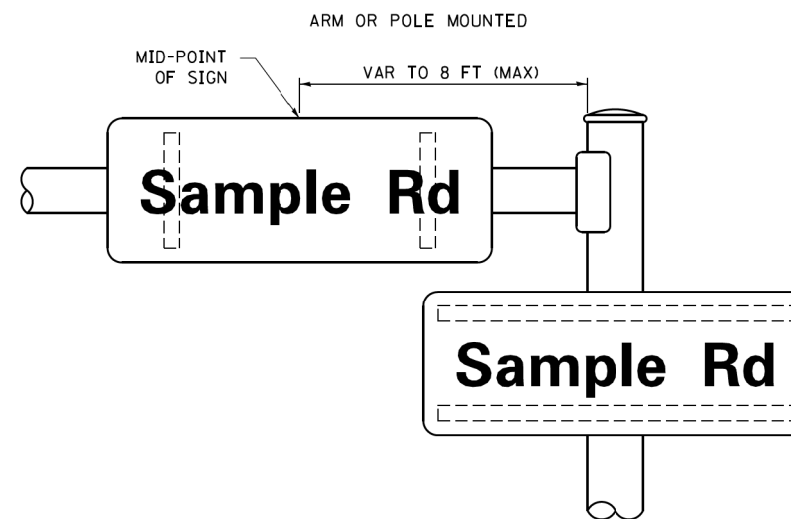 ARM OR POLE MOUNTED
MID-POINT
OF SIGN
VAR TO 8 FT (MAX)
Sample Rd
Sample Rd